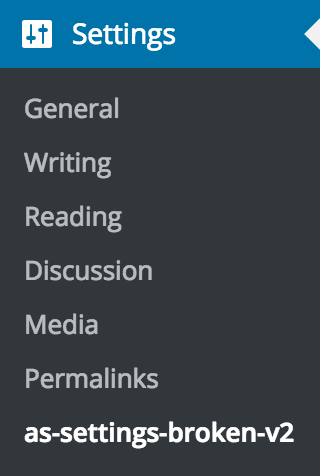 Settings
General
Writing
Reading
Discussion
Media
Permalinks
as-settings-broken-v2